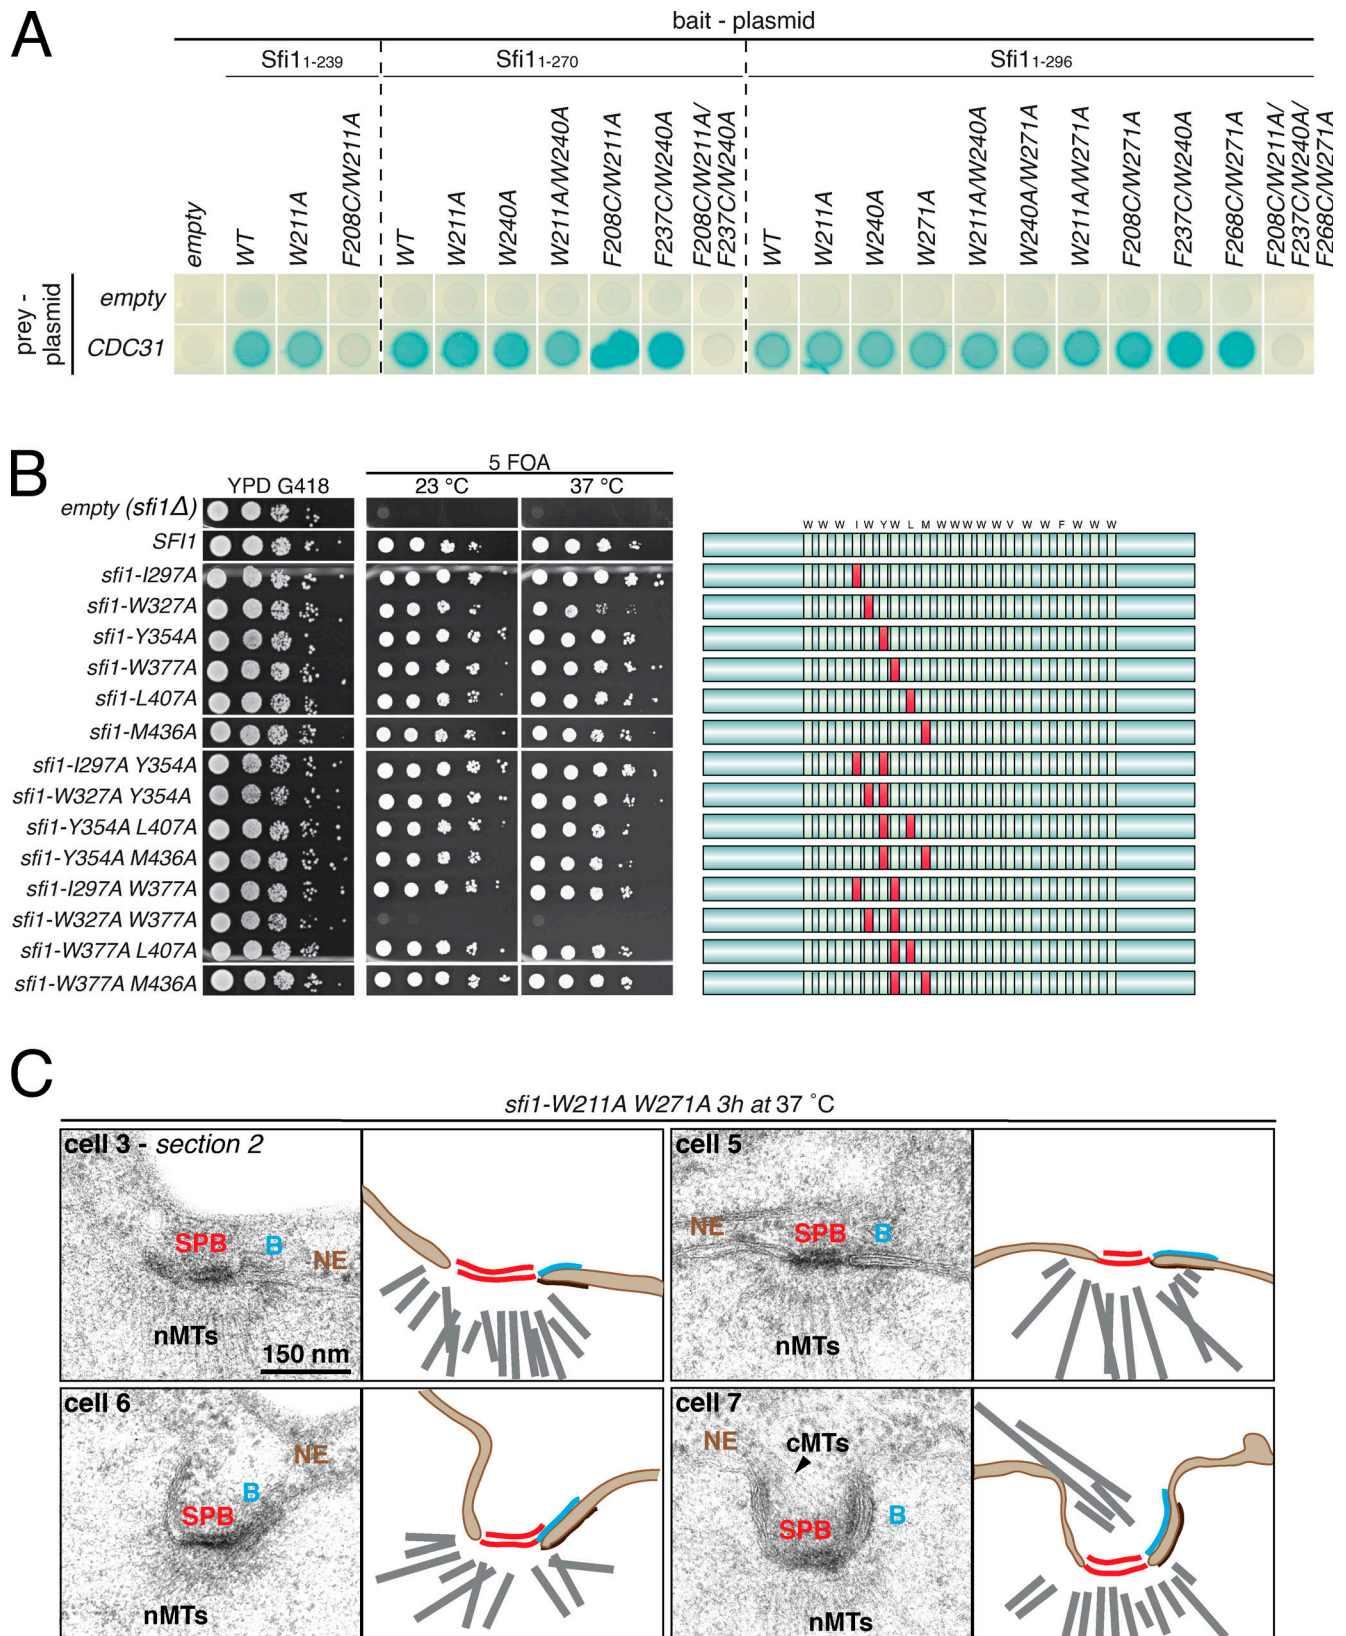 A
bait - plasmid
Sfi1 1-239
Sfi1 1-270
Sfi1 1-296
empty
WT
W211A
F208C/W211A
WT
W211A
W240A
W211A/W240A
F208C/W211A
F237C/W240A
F208C/W211A/
F237C/W240A
WT
W211A
W240A
W271A
W211A/W240A
W240A/W271A
W211A/W271A
F208C/W271A
F237C/W240A
F268C/W271A
F208C/W211A/
F237C/W240A/
F268C/W271A
prey -
plasmid
empty
CDC31
B
5 FOA
YPD G418
23 °C
37 °C
empty (sfi1Δ)
SFI1
sfi1-I297A
sfi1-W327A
sfi1-Y354A
sfi1-W377A
sfi1-L407A
sfi1-M436A
sfi1-I297A Y354A
sfi1-W327A Y354A
sfi1-Y354A L407A
sfi1-Y354A M436A
sfi1-I297A W377A
sfi1-W327A W377A
sfi1-W377A L407A
sfi1-W377A M436A
W W W I W Y W L M W W W W W V W W F W W W
C
sfi1-W211A W271A 3h at 37 °C
cell 3 - section 2
SPB
B
NE
nMTs
150 nm
cell 5
NE
SPB
B
nMTs
cell 6
NE
B
SPB
nMTs
cell 7
NE
cMTs
SPB
B
nMTs